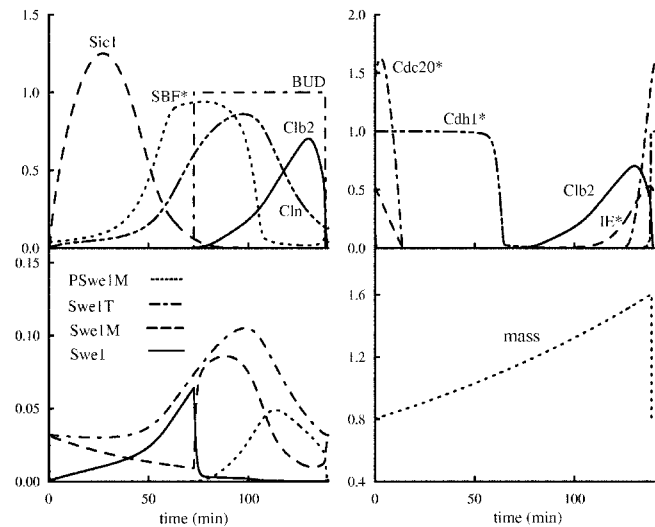 1.5
Sic1
SBF*
BUD
1.0
Clb2
0.5
Cln
0.0
2.0
Cdc20*
1.5
Cdh1*
1.0
Clb2
0.5
IE*
0.0
0.15
PSwe1M
Swe1T
0.10
Swe1M
Swe1
0.05
0.00
0
50
100
time (min)
2.0
1.6
mass
1.2
0.8
0.4
0
50
100
time (min)